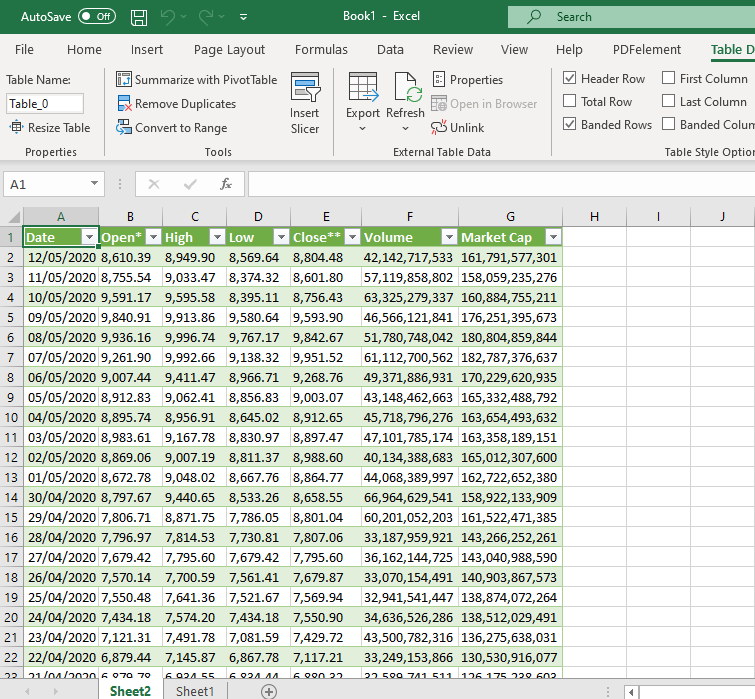 AutoSave Off Book1 - Excel Search
File Home Insert Page Layout Formulas Data Review View Help PDFelement Table D
Table Name: Summarize with PivotTable Properties Header Row First Column
Table_0 Remove Duplicates Insert Slicer Export Refresh Open in Browser Total Row Last Column
Resize Table Convert to Range Unlink Banded Rows Banded Colum
Properties Tools External Table Data Table Style Option
A1 fx
A B C D E F G H I J
1 Date Open* High Low Close** Volume Market Cap
2 12/05/2020 8,610.39 8,949.90 8,569.64 8,804.48 42,142,717,533 161,791,577,301
3 11/05/2020 8,755.54 9,033.47 8,374.32 8,601.80 57,119,858,802 158,059,235,276
4 10/05/2020 9,591.17 9,595.58 8,395.11 8,756.43 63,325,279,337 160,884,755,211
5 09/05/2020 9,840.91 9,913.86 9,580.64 9,593.90 46,566,121,841 176,251,395,673
6 08/05/2020 9,936.16 9,996.74 9,767.17 9,842.67 51,780,748,042 180,804,859,844
7 07/05/2020 9,261.90 9,992.66 9,138.32 9,951.52 61,112,700,562 182,787,376,637
8 06/05/2020 9,007.44 9,411.47 8,966.71 9,268.76 49,371,886,931 170,229,620,935
9 05/05/2020 8,912.83 9,062.41 8,856.83 9,003.07 43,148,462,663 165,332,488,792
10 04/05/2020 8,895.74 8,956.91 8,645.02 8,912.65 45,718,796,276 163,654,493,632
11 03/05/2020 8,983.61 9,167.78 8,830.97 8,897.47 47,101,785,174 163,358,189,151
12 02/05/2020 8,869.06 9,007.19 8,811.37 8,988.60 40,134,388,683 165,012,307,600
13 01/05/2020 8,672.78 9,048.02 8,667.76 8,864.77 44,068,389,997 162,722,652,380
14 30/04/2020 8,797.67 9,440.65 8,533.26 8,658.55 66,964,629,541 158,922,133,909
15 29/04/2020 7,806.71 8,871.75 7,786.05 8,801.04 60,201,052,203 161,522,471,385
16 28/04/2020 7,796.97 7,814.53 7,730.81 7,807.06 33,187,959,921 143,266,252,261
17 27/04/2020 7,679.42 7,795.60 7,679.42 7,795.60 36,162,144,725 143,040,988,590
18 26/04/2020 7,570.14 7,700.59 7,561.41 7,679.87 33,070,154,491 140,903,867,573
19 25/04/2020 7,550.48 7,641.36 7,521.67 7,569.94 32,941,541,447 138,874,072,264
20 24/04/2020 7,434.18 7,574.20 7,434.18 7,550.90 34,636,526,286 138,512,029,491
21 23/04/2020 7,121.31 7,491.78 7,081.59 7,429.72 43,500,782,316 136,275,638,031
22 22/04/2020 6,879.44 7,145.87 6,867.78 7,117.21 33,249,153,866 130,530,916,077
Sheet2 Sheet1